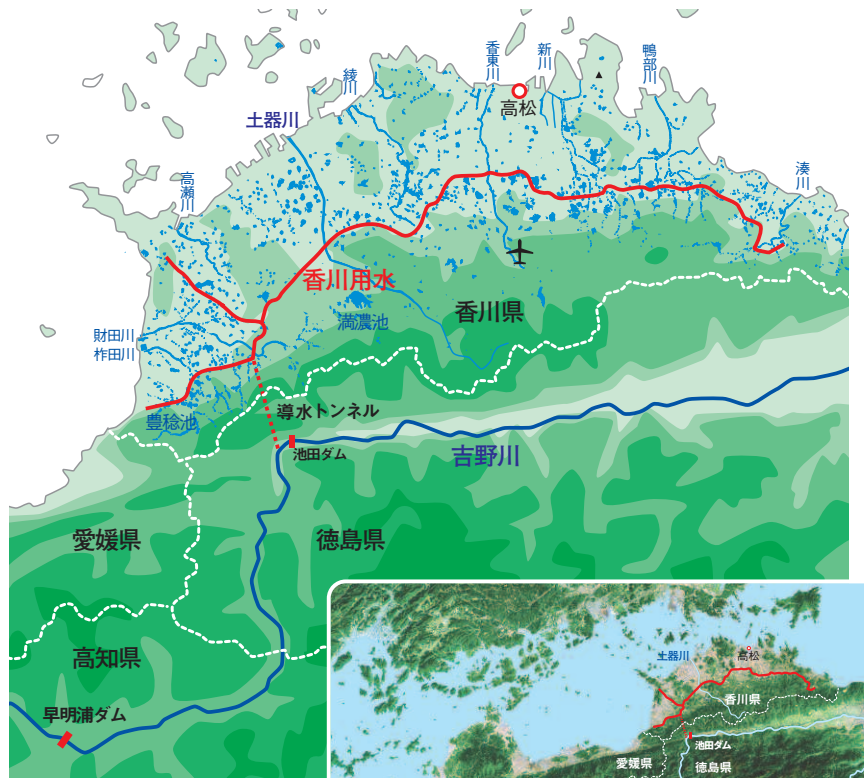 香東川
新川
鴨部川
綾川
高松
土器川
高瀬川
湊川
香川用水
香川県
満濃池
財田川
柞田川
導水トンネル
豊稔池
池田ダム
吉野川
愛媛県
徳島県
高知県
早明浦ダム
土器川
高松
香川県
池田ダム
愛媛県
徳島県